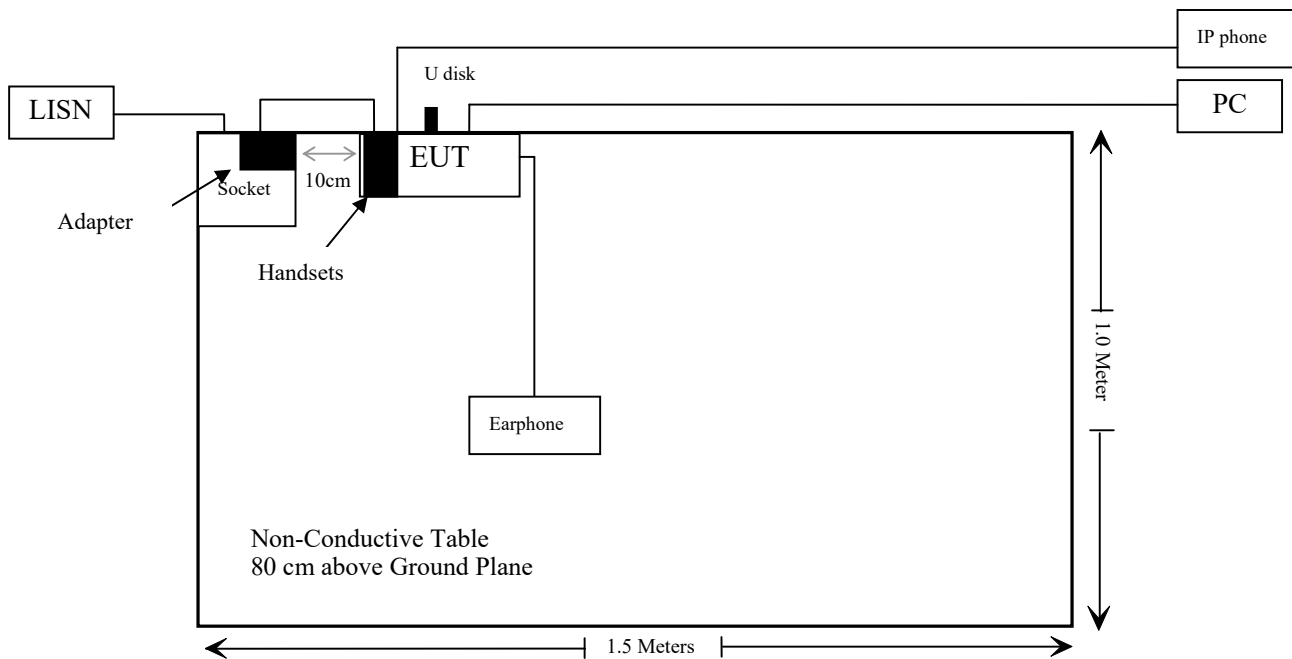 IP phone
U disk
LISN
PC
EUT
10cm
Socket
Adapter
Handsets
1.0 Meter
Earphone
Non-Conductive Table
80 cm above Ground Plane
1.5 Meters